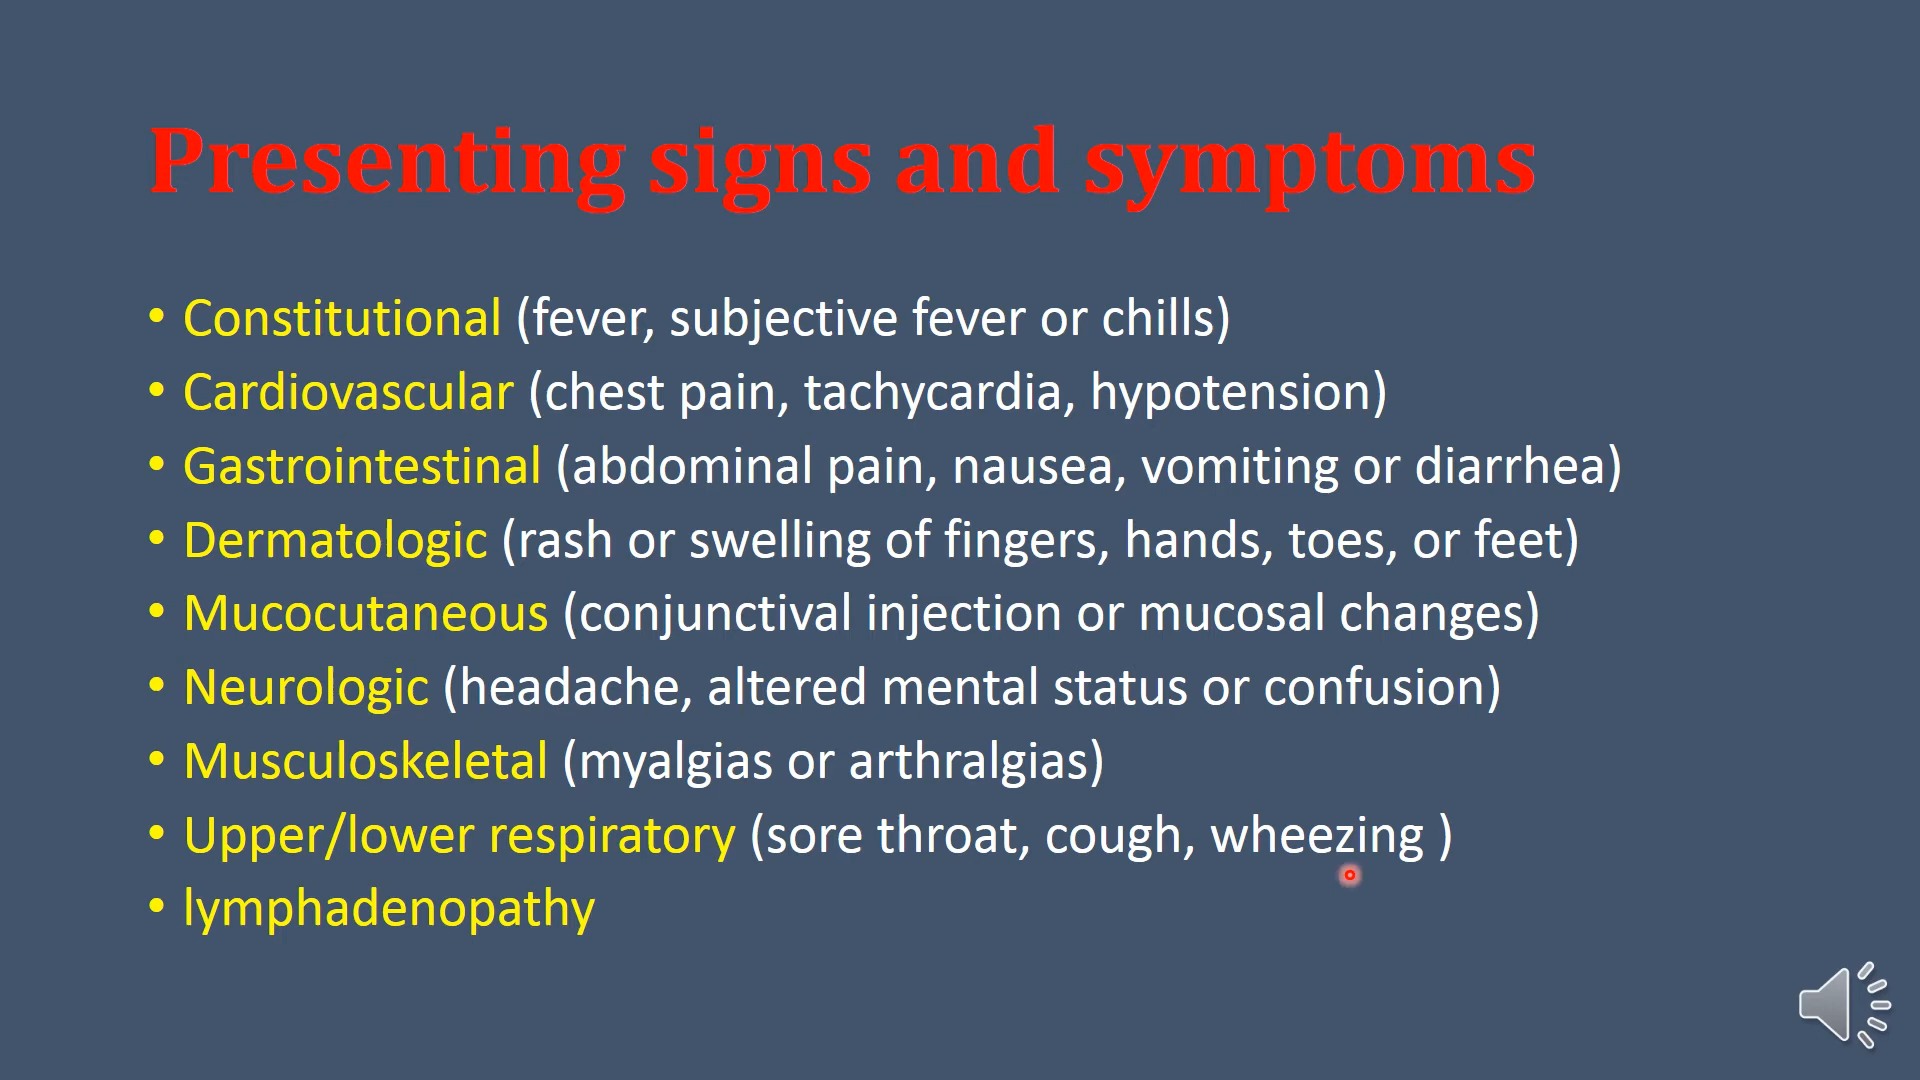 Presenting signs and symptoms
• Constitutional (fever, subjective fever or chills)
• Cardiovascular (chest pain, tachycardia, hypotension)
• Gastrointestinal (abdominal pain, nausea, vomiting or diarrhea)
• Dermatologic (rash or swelling of fingers, hands, toes, or feet)
• Mucocutaneous (conjunctival injection or mucosal changes)
• Neurologic (headache, altered mental status or confusion)
• Musculoskeletal (myalgias or arthralgias)
• Upper/lower respiratory (sore throat, cough, wheezing )
• lymphadenopathy